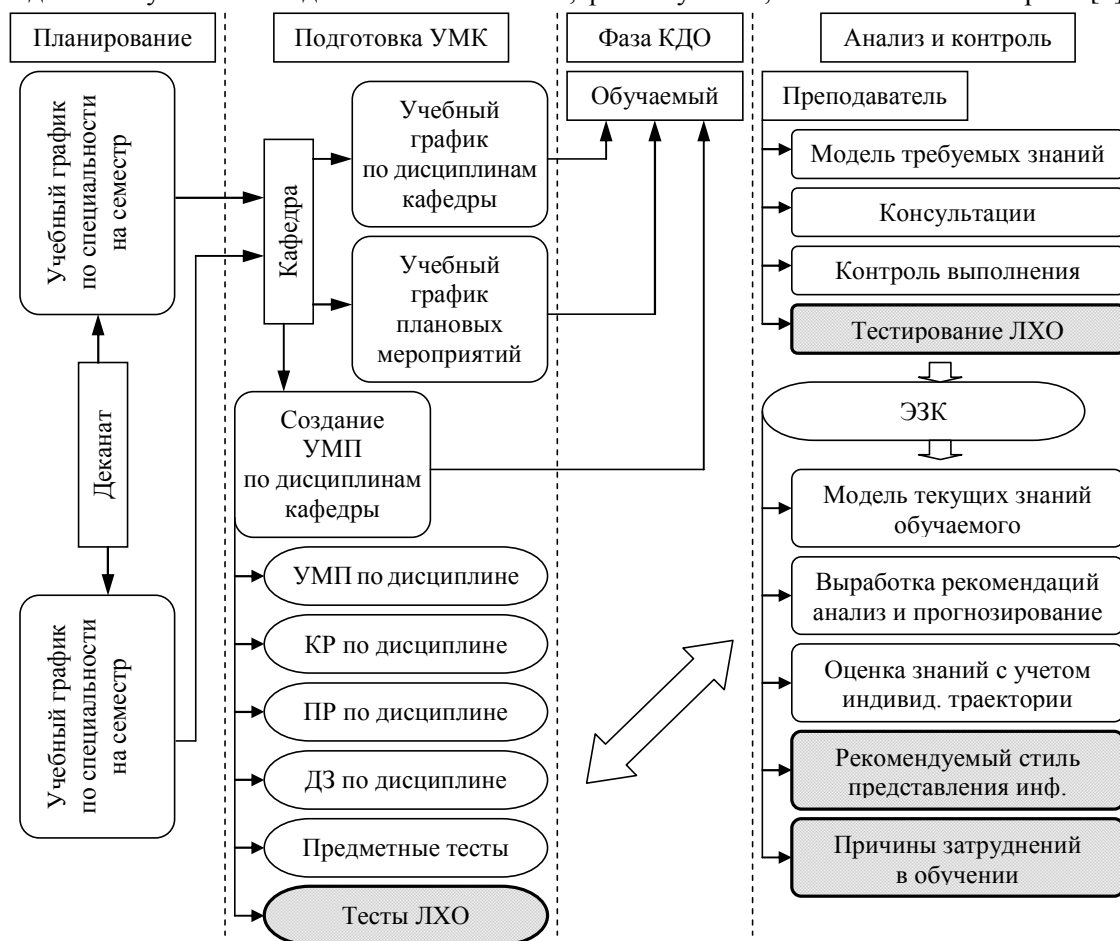 Планирование
Подготовка УМК
Фаза КДО
Анализ и контроль
Учебный график
по специальности
на семестр
Деканат
Учебный график
по специальности
на семестр
Кафедра
Учебный
график
по дисциплинам
кафедры
Учебный
график
плановых
мероприятий
Создание
УМП
по дисциплинам
кафедры
УМП по дисциплине
КР по дисциплине
ПР по дисциплине
ДЗ по дисциплине
Предметные тесты
Тесты ЛХО
Обучаемый
Преподаватель
Модель требуемых знаний
Консультации
Контроль выполнения
Тестирование ЛХО
ЭЗК
Модель текущих знаний
обучаемого
Выработка рекомендаций
анализ и прогнозирование
Оценка знаний с учетом
индивид. траектории
Рекомендуемый стиль
представления инф.
Причины затруднений
в обучении